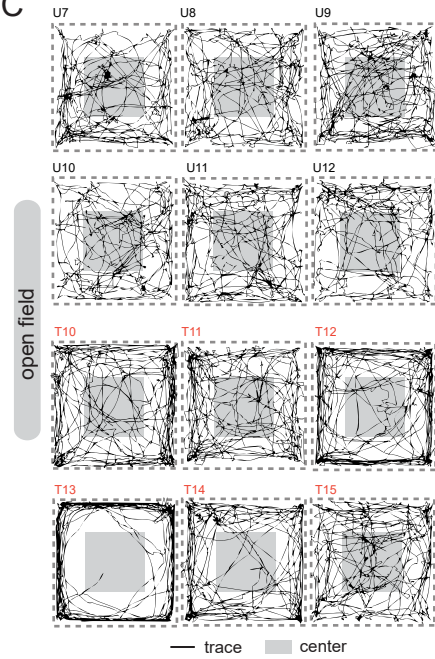 C
U7 U8 U9
U10 U11 U12
open field
T10 T11 T12
T13 T14 T15
trace center